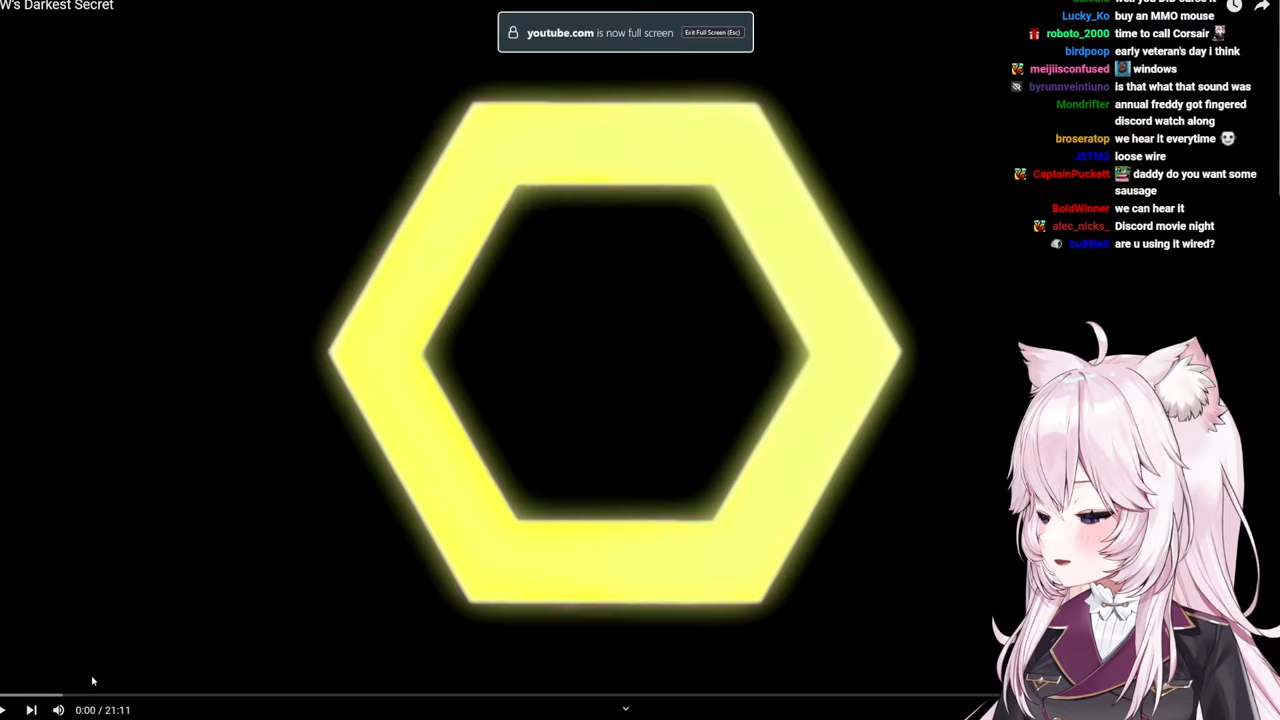 W's Darkest Secret
youtube.com is now full screen Exit Full Screen (Esc)
Lucky_Ko buy an MMO mouse
roboto_2000 time to call Corsair
birdpoop early veteran's day i think
meijiisconfused windows
byrunnveintiuno is that what that sound was
Mondrifter annual freddy got fingered
discord watch along
broseratop we hear it everytime
JSTM2 loose wire
CaptainPuckett daddy do you want some
sausage
BoldWinner we can hear it
alec_nicks_ Discord movie night
are u using it wired?
0:00 / 21:11